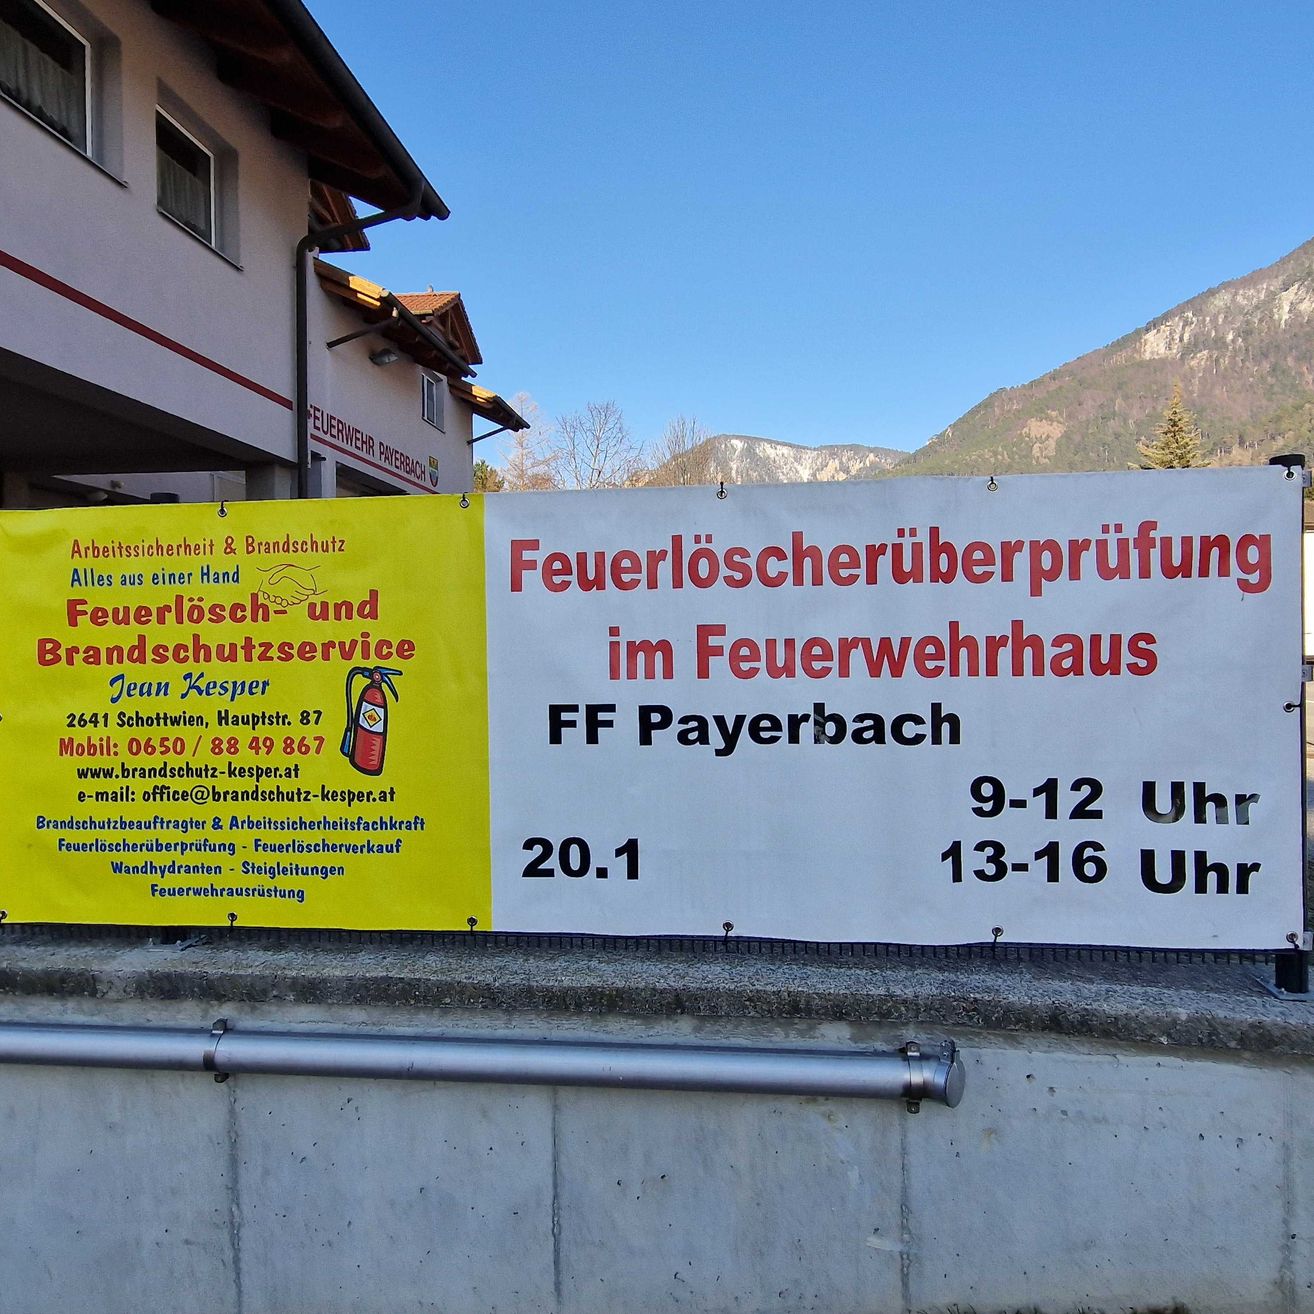 FEUERWEHR PAYERBACH
Arbeitssicherheit & Brandschutz
Alles aus einer Hand
Feuerlösch- und
Brandschutzservice
Jean Kesper
2641 Schottwien, Hauptstr. 87
Mobil: 0650 / 88 49 867
www.brandschutz-kesper.at
e-mail: office@brandschutz-kesper.at
Brandschutzbeauftragter & Arbeitssicherheitsfachkraft
Feuerlöscherüberprüfung - Feuerlöscherverkauf
Wandhydranten - Steigleitungen
Feuerwehrausrüstung
Feuerlöscherüberprüfung
im Feuerwehrhaus
FF Payerbach
9-12 Uhr
20.1 13-16 Uhr